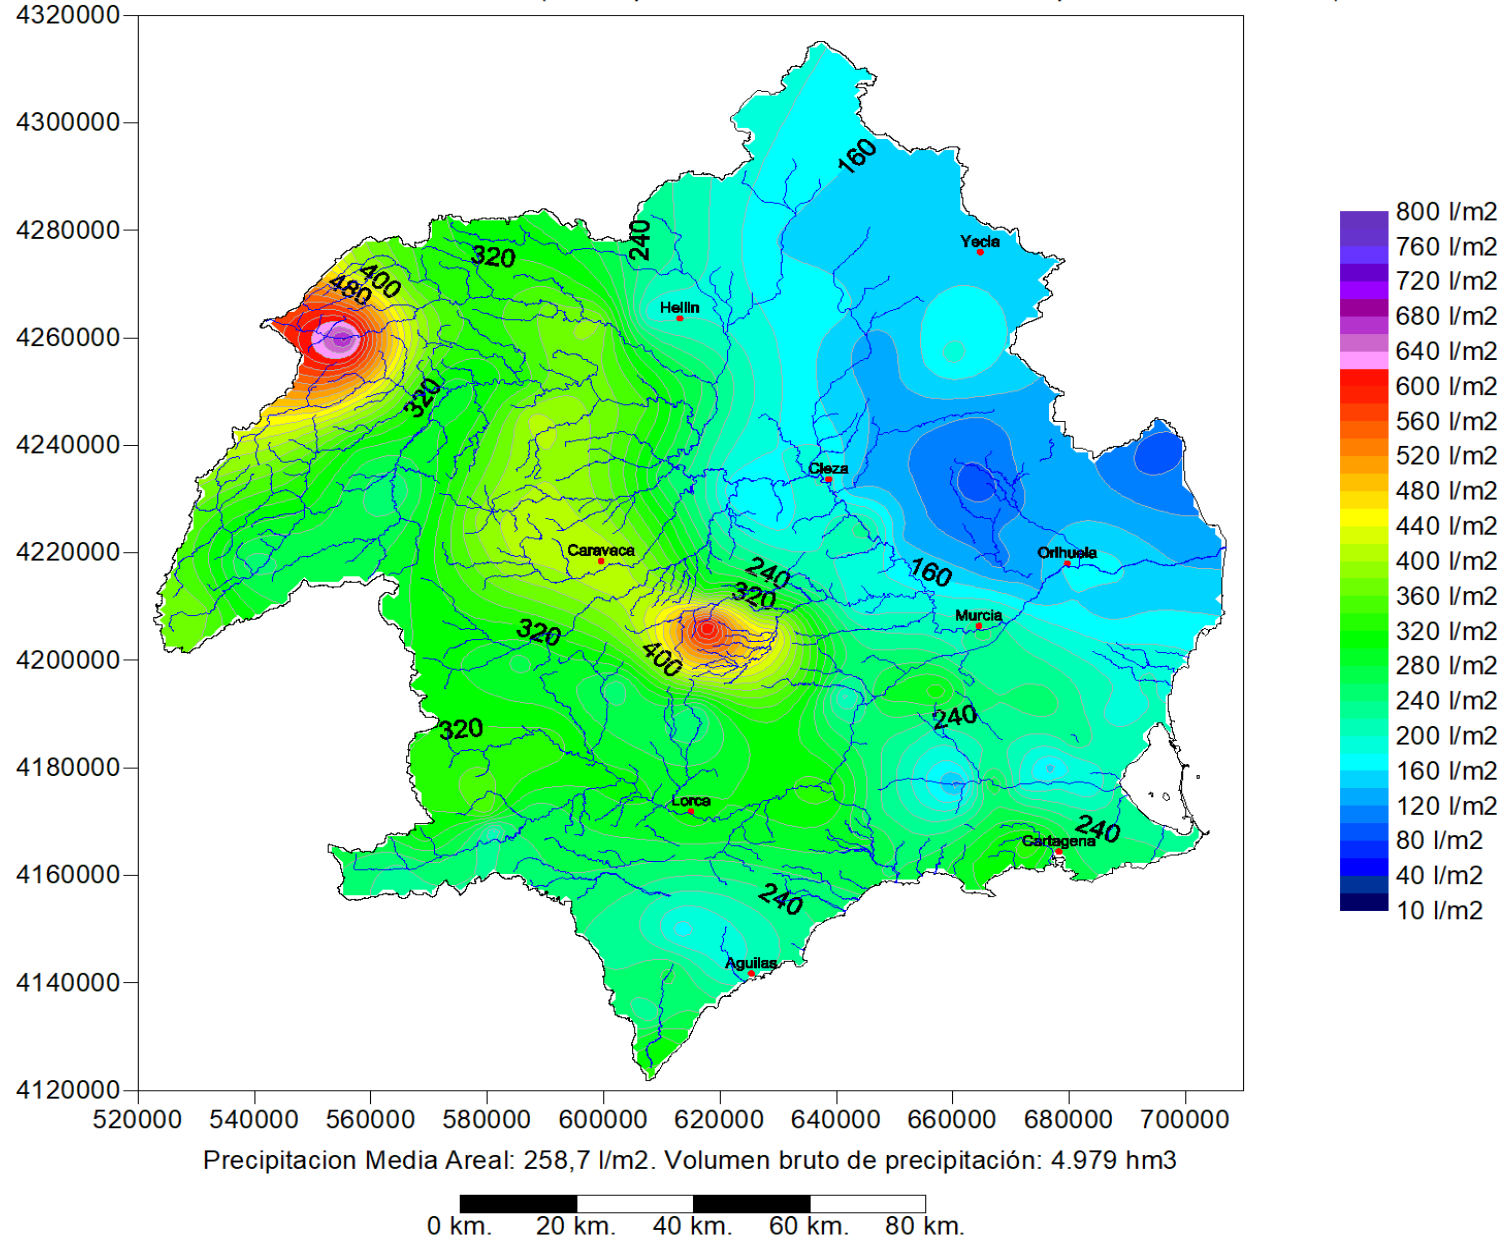 4320000
4300000
4280000
4260000
4240000
4220000
4200000
4180000
4160000
4140000
4120000
520000 540000 560000 580000 600000 620000 640000 660000 680000 700000
160
240
320
400
480
320
Yecla
Hellin
Cieza
Caravaca
Orihuela
240
320
160
Murcia
320
400
240
320
Lorca
240
Cartagena
240
Aguilas
800 l/m2
760 l/m2
720 l/m2
680 l/m2
640 l/m2
600 l/m2
560 l/m2
520 l/m2
480 l/m2
440 l/m2
400 l/m2
360 l/m2
320 l/m2
280 l/m2
240 l/m2
200 l/m2
160 l/m2
120 l/m2
80 l/m2
40 l/m2
10 l/m2
Precipitacion Media Areal: 258,7 l/m2. Volumen bruto de precipitación: 4.979 hm3
0 km. 20 km. 40 km. 60 km. 80 km.